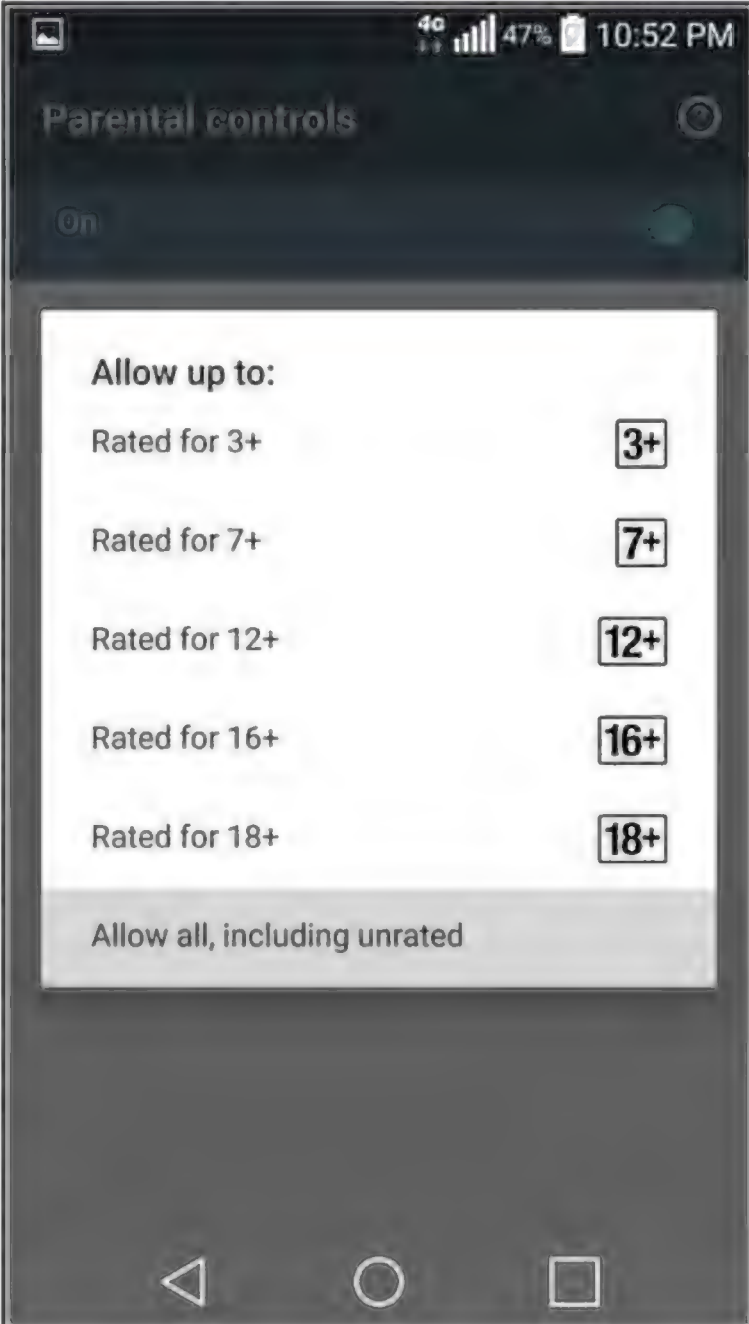 4G 47% 10:52 PM
Parental controls
On
Allow up to:
Rated for 3+ 3+
Rated for 7+ 7+
Rated for 12+ 12+
Rated for 16+ 16+
Rated for 18+ 18+
Allow all, including unrated